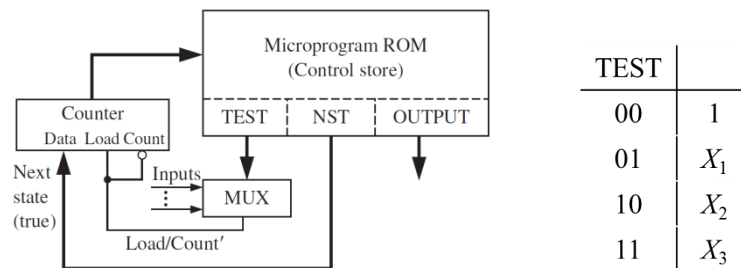 Microprogram ROM
(Control store)
TEST NST OUTPUT
Counter
Data Load Count
Next
state
(true)
Inputs
MUX
Load/Count′
TEST
00 1
01 X₁
10 X₂
11 X₃